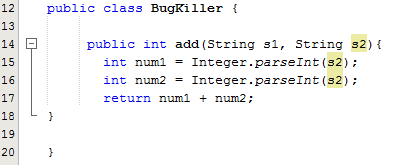 12 public class BugKiller {
13
14 public int add(String s1, String s2){
15 int num1 = Integer.parseInt(s2);
16 int num2 = Integer.parseInt(s2);
17 return num1 + num2;
18 }
19
20 }